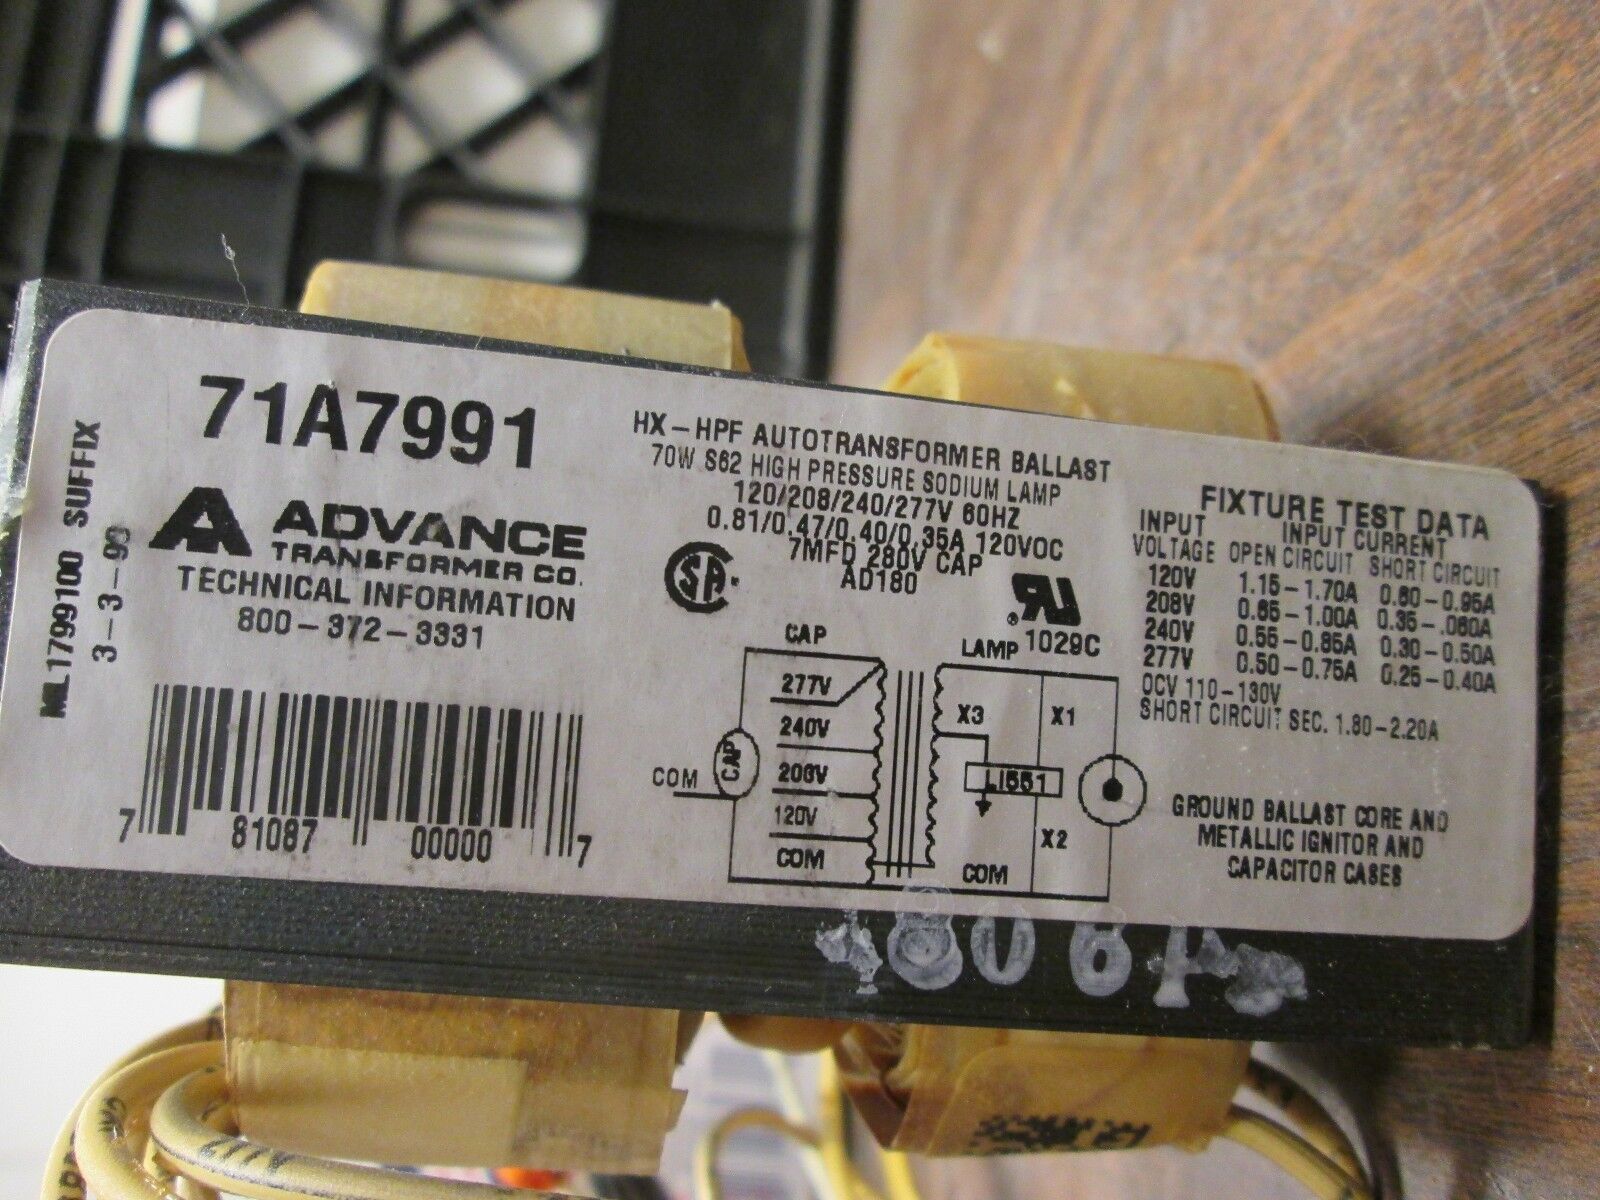 71A7991
MIL1799100 SUFFIX
3-3-99
ADVANCE
TRANSFORMER CO.
TECHNICAL INFORMATION
800-372-3331
7 81087 00000 7
HX-HPF AUTOTRANSFORMER BALLAST
70W S62 HIGH PRESSURE SODIUM LAMP
120/208/240/277V 60HZ
0.81/0.47/0.40/0.35A 120VOC
7MFD 280V CAP
AD180
SA
®
UR
1029C
CAP
LAMP
277V
240V
208V
120V
COM
COM
CAP
X3
X1
LI551
X2
COM
FIXTURE TEST DATA
INPUT INPUT CURRENT
VOLTAGE OPEN CIRCUIT SHORT CIRCUIT
120V 1.15-1.70A 0.60-0.95A
208V 0.65-1.00A 0.35-.060A
240V 0.55-0.85A 0.30-0.50A
277V 0.50-0.75A 0.25-0.40A
OCV 110-130V
SHORT CIRCUIT SEC. 1.80-2.20A
GROUND BALLAST CORE AND
METALLIC IGNITOR AND
CAPACITOR CASES